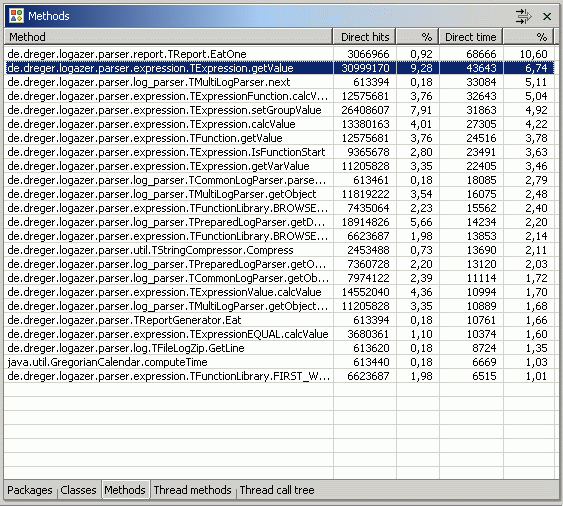 Methods
Method Direct hits % Direct time %
de.dreger.logazer.parser.report.TReport.EatOne 3066966 0,92 68666 10,60
de.dreger.logazer.parser.expression.TExpression.getValue 30999170 9,28 43643 6,74
de.dreger.logazer.parser.log_parser.TMultiLogParser.next 613394 0,18 33084 5,11
de.dreger.logazer.parser.expression.TExpressionFunction.calcV... 12575681 3,76 32643 5,04
de.dreger.logazer.parser.expression.TExpression.setGroupValue 26408607 7,91 31863 4,92
de.dreger.logazer.parser.expression.TExpression.calcValue 13380163 4,01 27305 4,22
de.dreger.logazer.parser.expression.TFunction.getValue 12575681 3,76 24516 3,78
de.dreger.logazer.parser.expression.TExpression.IsFunctionStart 9365678 2,80 23491 3,63
de.dreger.logazer.parser.expression.TExpression.getVarValue 11205828 3,35 22405 3,46
de.dreger.logazer.parser.log_parser.TCommonLogParser.parse... 613461 0,18 18085 2,79
de.dreger.logazer.parser.log_parser.TMultiLogParser.getObject 11819222 3,54 16075 2,48
de.dreger.logazer.parser.expression.TFunctionLibrary.BROWSE... 7435064 2,23 15562 2,40
de.dreger.logazer.parser.log_parser.TPreparedLogParser.getD... 18914826 5,66 14234 2,20
de.dreger.logazer.parser.expression.TFunctionLibrary.BROWSE... 6623687 1,98 13853 2,14
de.dreger.logazer.parser.util.TStringCompressor.Compress 2453488 0,73 13690 2,11
de.dreger.logazer.parser.log_parser.TPreparedLogParser.getO... 7360728 2,20 13120 2,03
de.dreger.logazer.parser.log_parser.TCommonLogParser.getObj... 7974122 2,39 11114 1,72
de.dreger.logazer.parser.expression.TExpressionValue.calcValue 14552040 4,36 10994 1,70
de.dreger.logazer.parser.log_parser.TMultiLogParser.getObject... 11205828 3,35 10889 1,68
de.dreger.logazer.parser.TReportGenerator.Eat 613394 0,18 10761 1,66
de.dreger.logazer.parser.expression.TExpressionEQUAL.calcValue 3680361 1,10 10374 1,60
de.dreger.logazer.parser.log.TFileLogZip.GetLine 613620 0,18 8724 1,35
java.util.GregorianCalendar.computeTime 613440 0,18 6669 1,03
de.dreger.logazer.parser.expression.TFunctionLibrary.FIRST_W... 6623687 1,98 6515 1,01
Packages Classes Methods Thread methods Thread call tree